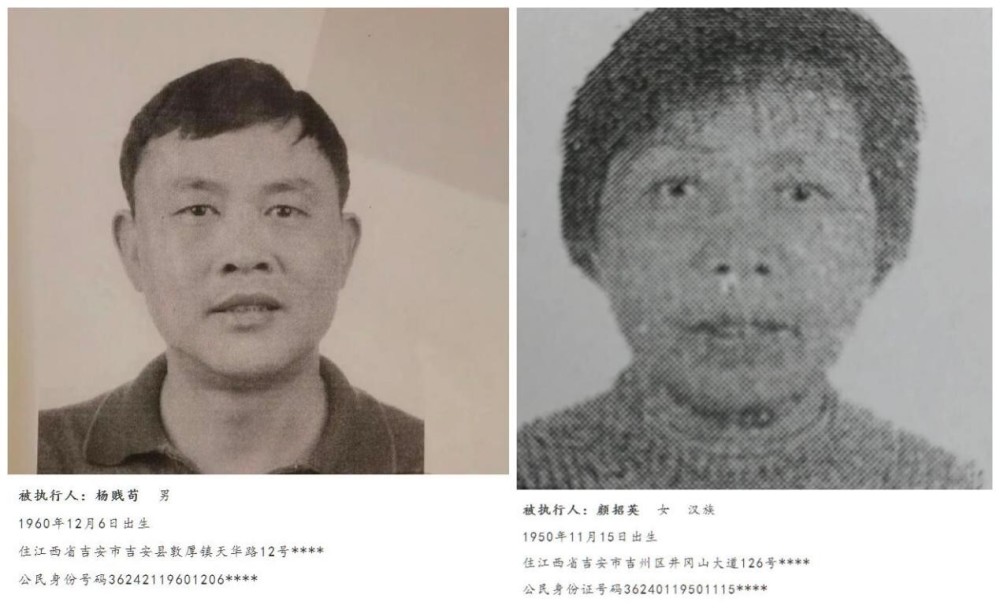 被执行人：杨贱苟 男
1960年12月6日出生
住江西省吉安市吉安县敦厚镇天华路12号****
公民身份号码36242119601206****
被执行人：颜招英 女 汉族
1950年11月15日出生
住江西省吉安市吉州区井冈山大道126号****
公民身份证号码36240119501115****